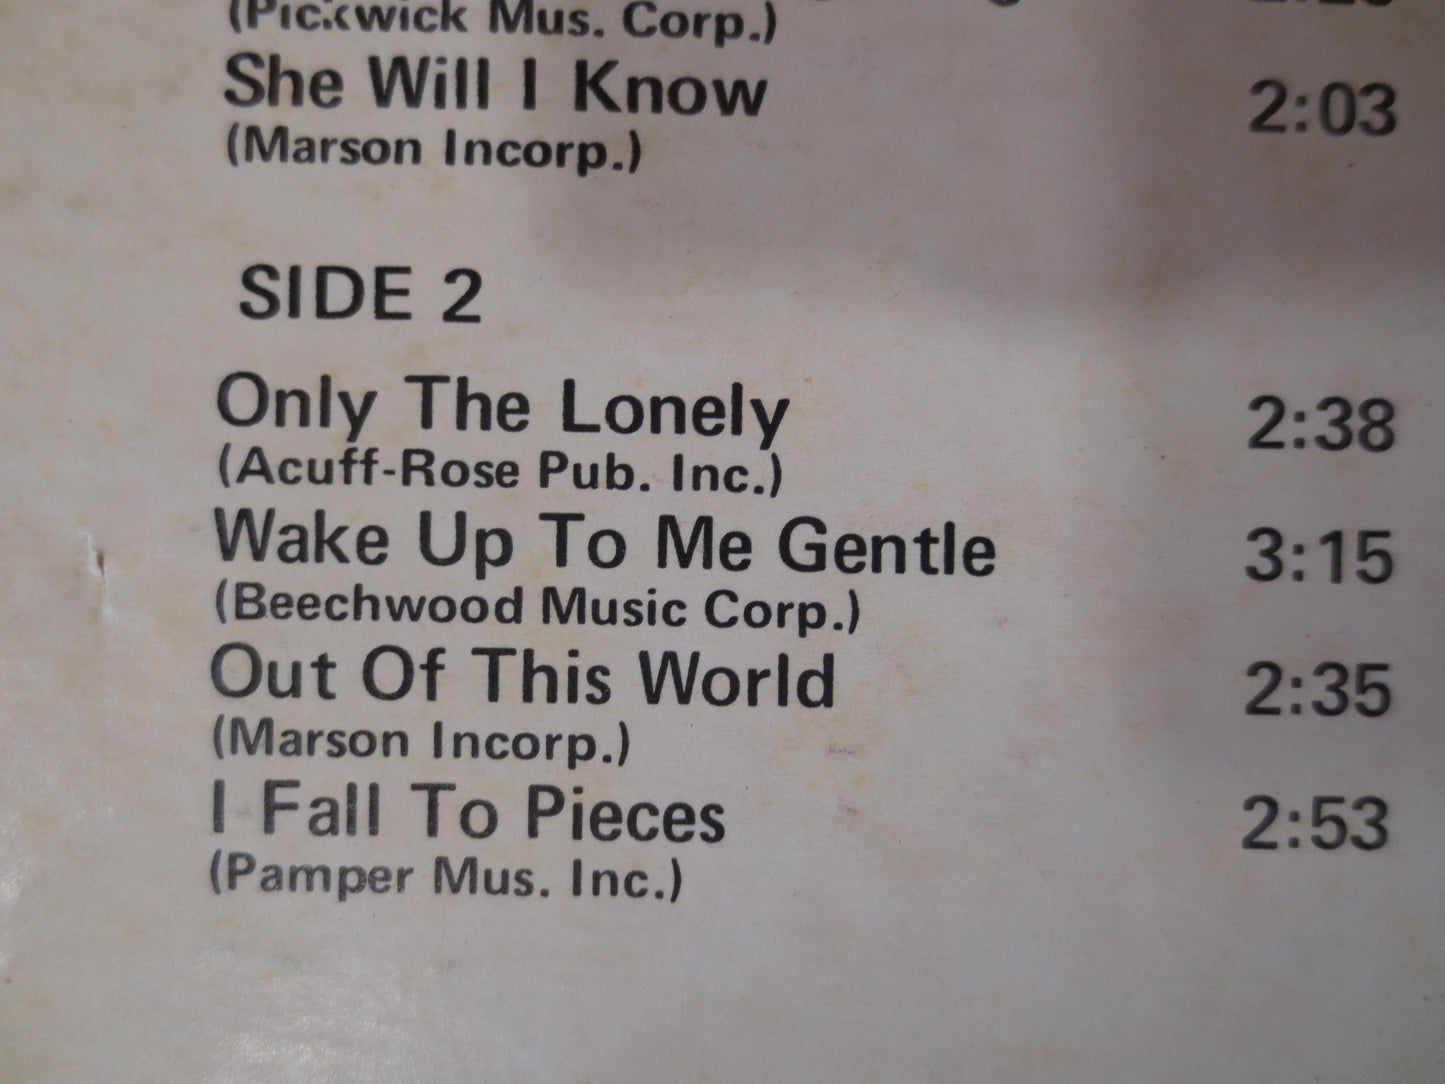 (Pickwick Mus. Corp.)
She Will I Know 2:03
(Marson Incorp.)
SIDE 2
Only The Lonely 2:38
(Acuff-Rose Pub. Inc.)
Wake Up To Me Gentle 3:15
(Beechwood Music Corp.)
Out Of This World 2:35
(Marson Incorp.)
I Fall To Pieces 2:53
(Pamper Mus. Inc.)